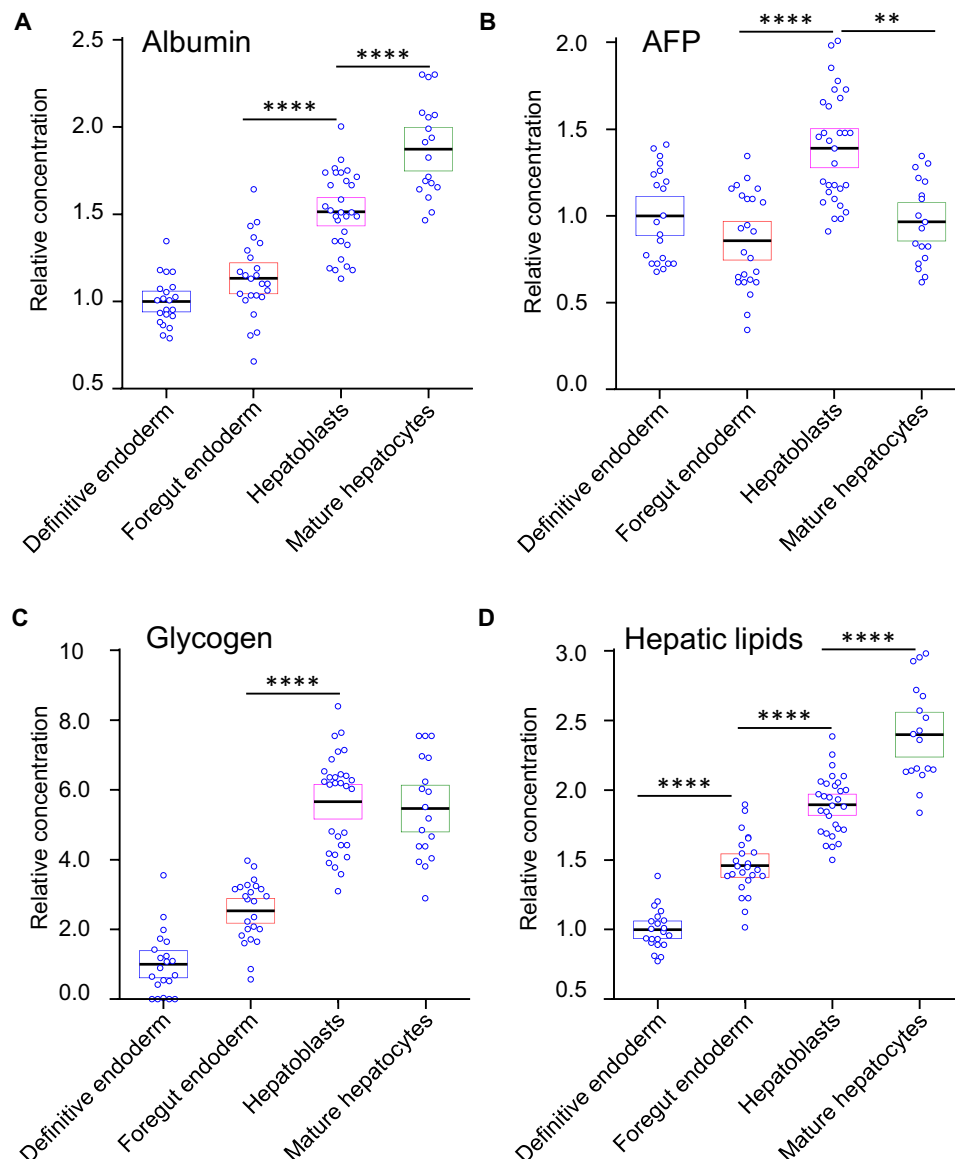 A
Albumin
Relative concentration
2.5
2.0
1.5
1.0
0.5
****
****
Definitive endoderm
Foregut endoderm
Hepatoblasts
Mature hepatocytes
B
AFP
Relative concentration
2.0
1.5
1.0
0.5
0.0
****
**
Definitive endoderm
Foregut endoderm
Hepatoblasts
Mature hepatocytes
C
Glycogen
Relative concentration
10
8.0
6.0
4.0
2.0
0.0
****
Definitive endoderm
Foregut endoderm
Hepatoblasts
Mature hepatocytes
D
Hepatic lipids
Relative concentration
3.0
2.5
2.0
1.5
1.0
0.5
****
****
****
Definitive endoderm
Foregut endoderm
Hepatoblasts
Mature hepatocytes